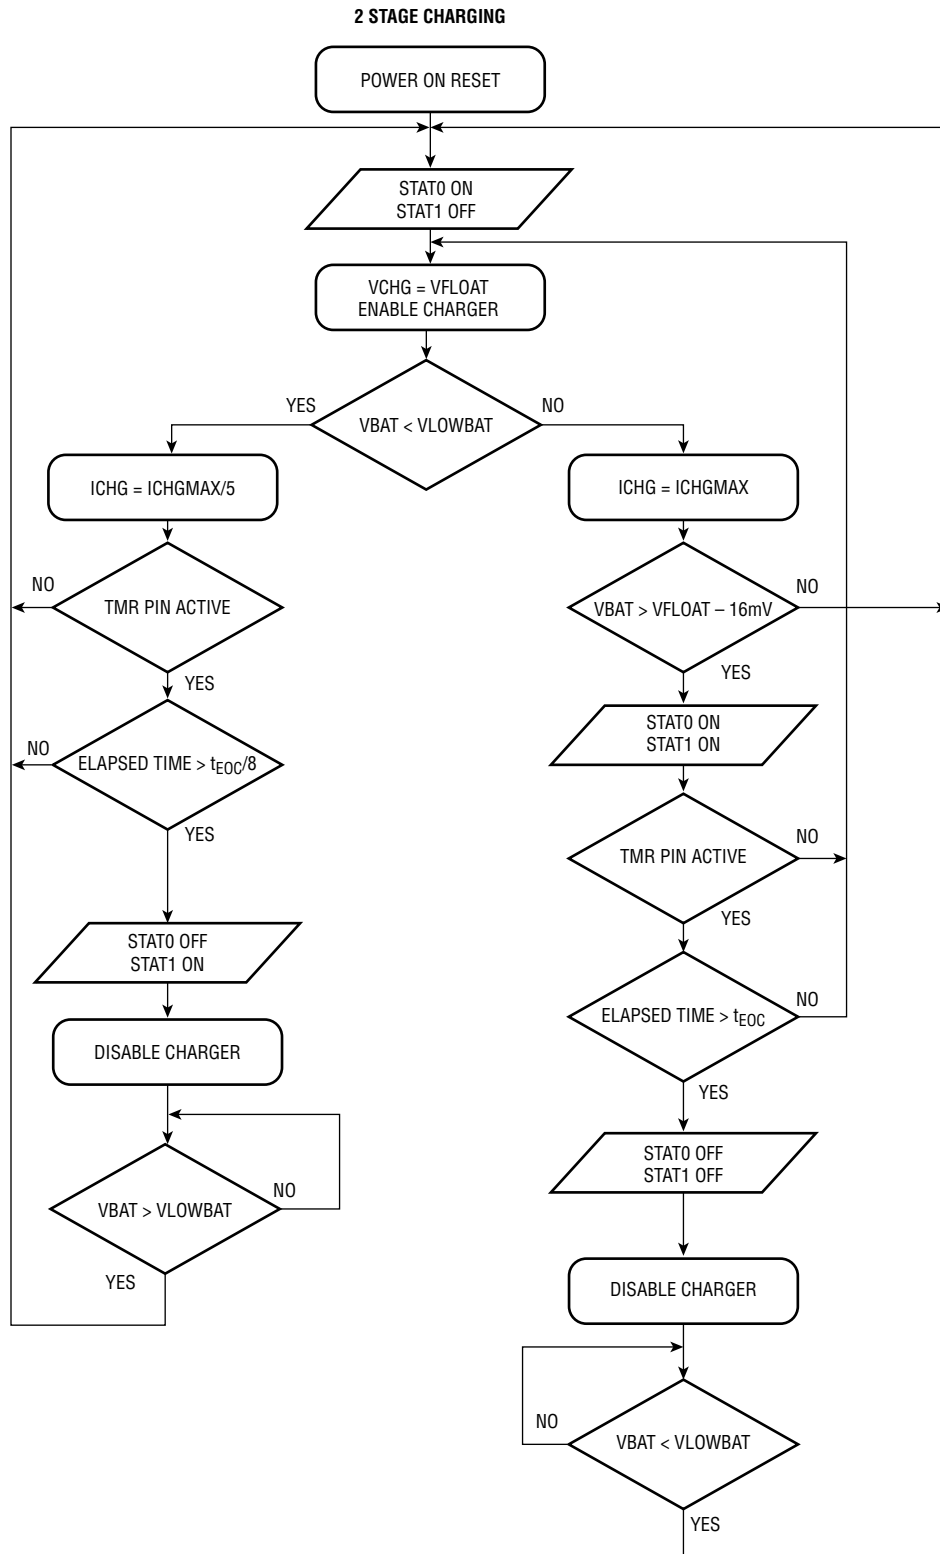 2 STAGE CHARGING
POWER ON RESET
STAT0 ON
STAT1 OFF
VCHG = VFLOAT
ENABLE CHARGER
YES
VBAT < VLOWBAT
NO
ICHG = ICHGMAX/5
NO
TMR PIN ACTIVE
YES
NO
ELAPSED TIME > tEOC/8
YES
STAT0 OFF
STAT1 ON
DISABLE CHARGER
VBAT > VLOWBAT
NO
YES
ICHG = ICHGMAX
VBAT > VFLOAT – 16mV
NO
YES
STAT0 ON
STAT1 ON
TMR PIN ACTIVE
NO
YES
ELAPSED TIME > tEOC
NO
YES
STAT0 OFF
STAT1 OFF
DISABLE CHARGER
NO
VBAT < VLOWBAT
YES